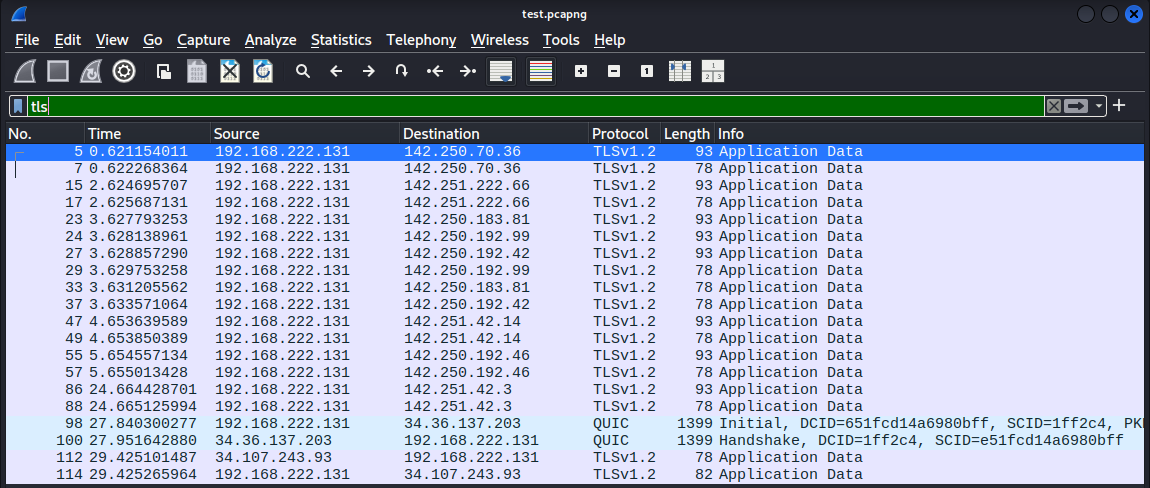 test.pcapng
File Edit View Go Capture Analyze Statistics Telephony Wireless Tools Help
tls
No. Time Source Destination Protocol Length Info
5 0.621154011 192.168.222.131 142.250.70.36 TLSv1.2 93 Application Data
7 0.622268364 192.168.222.131 142.250.70.36 TLSv1.2 78 Application Data
15 2.624695707 192.168.222.131 142.251.222.66 TLSv1.2 93 Application Data
17 2.625687131 192.168.222.131 142.251.222.66 TLSv1.2 78 Application Data
23 3.627793253 192.168.222.131 142.250.183.81 TLSv1.2 93 Application Data
24 3.628138961 192.168.222.131 142.250.192.99 TLSv1.2 93 Application Data
27 3.628857290 192.168.222.131 142.250.192.42 TLSv1.2 93 Application Data
29 3.629753258 192.168.222.131 142.250.192.99 TLSv1.2 78 Application Data
33 3.631205562 192.168.222.131 142.250.183.81 TLSv1.2 78 Application Data
37 3.633571064 192.168.222.131 142.250.192.42 TLSv1.2 78 Application Data
47 4.653639589 192.168.222.131 142.251.42.14 TLSv1.2 93 Application Data
49 4.653850389 192.168.222.131 142.251.42.14 TLSv1.2 78 Application Data
55 5.654557134 192.168.222.131 142.250.192.46 TLSv1.2 93 Application Data
57 5.655013428 192.168.222.131 142.250.192.46 TLSv1.2 78 Application Data
86 24.664428701 192.168.222.131 142.251.42.3 TLSv1.2 93 Application Data
88 24.665125994 192.168.222.131 142.251.42.3 TLSv1.2 78 Application Data
98 27.840300277 192.168.222.131 34.36.137.203 QUIC 1399 Initial, DCID=651fcd14a6980bff, SCID=1ff2c4, PK
100 27.951642880 34.36.137.203 192.168.222.131 QUIC 1399 Handshake, DCID=1ff2c4, SCID=e51fcd14a6980bff
112 29.425101487 34.107.243.93 192.168.222.131 TLSv1.2 78 Application Data
114 29.425265964 192.168.222.131 34.107.243.93 TLSv1.2 82 Application Data